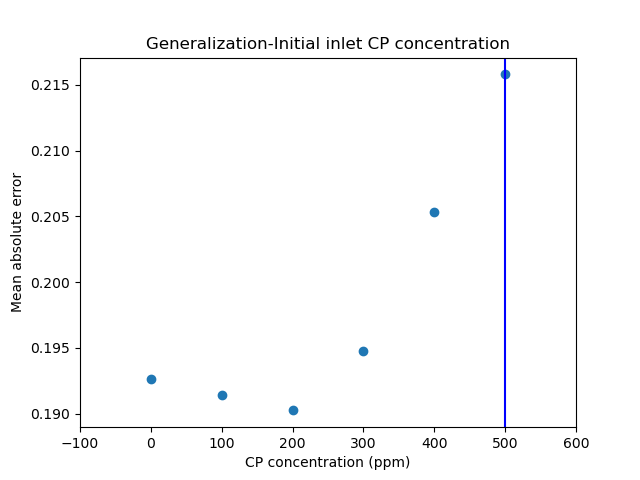 Generalization-Initial inlet CP concentration
0.215
0.210
0.205
0.200
0.195
0.190
Mean absolute error
−100 0 100 200 300 400 500 600
CP concentration (ppm)